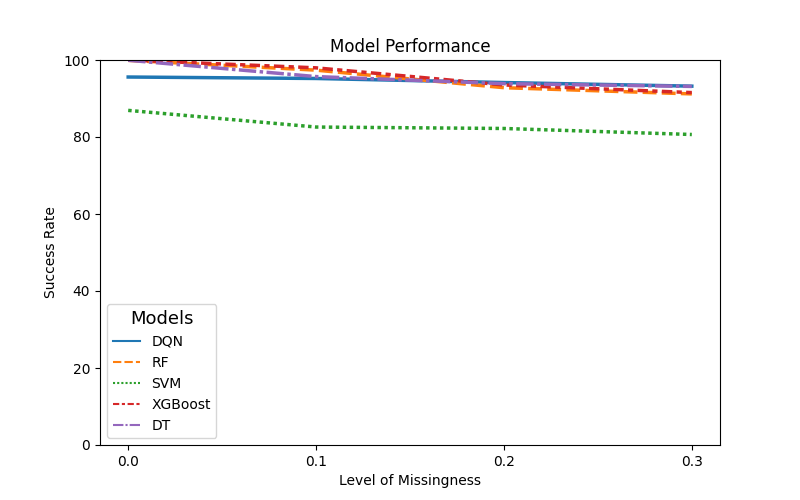 Model Performance
Success Rate
100
80
60
40
20
0
Models
DQN
RF
SVM
XGBoost
DT
0.0 0.1 0.2 0.3
Level of Missingness